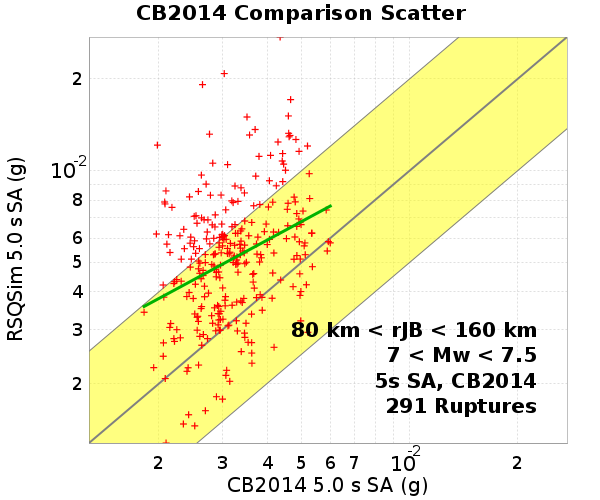 CB2014 Comparison Scatter
RSQSim 5.0 s SA (g)
2
10-2
8
6
5
4
3
2
80 km < rJB < 160 km
7 < Mw < 7.5
5s SA, CB2014
291 Ruptures
2 3 4 5 6 7 10-2 2
CB2014 5.0 s SA (g)